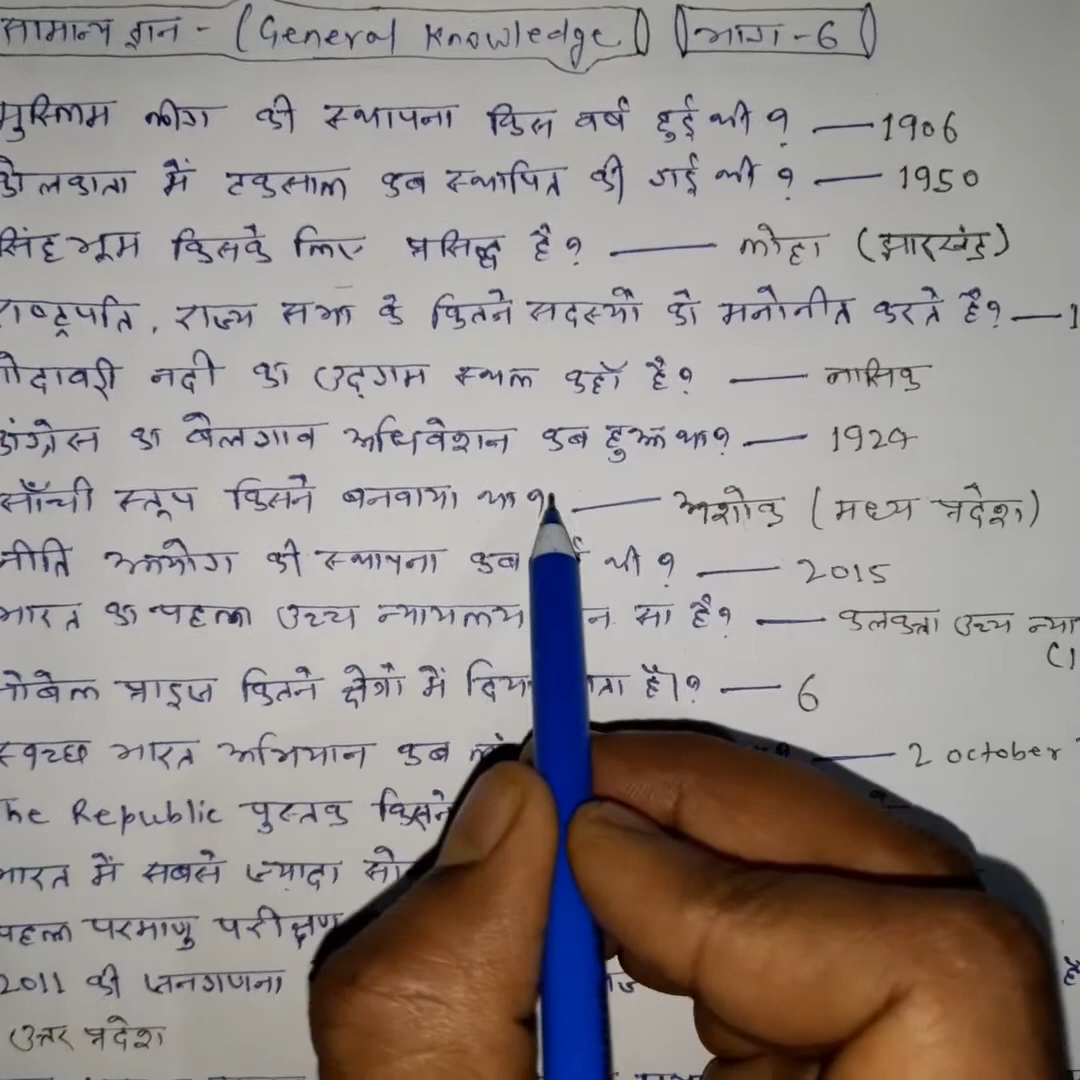 सामान्य ज्ञान - (General Knowledge) भाग - 6
मुस्लिम लीग की स्थापना किस वर्ष हुई थी ? — 1906
कोलकाता में टकसाल कब स्थापित की गई थी ? — 1950
सिंहभूम किसके लिए प्रसिद्ध है ? — लोहा (झारखंड)
राष्ट्रपति, राज्य सभा के कितने सदस्यों को मनोनीत करते है ? — 1
गोदावरी नदी का उद्गम स्थल कहाँ है ? — नासिक
कांग्रेस का बेलगाव अधिवेशन कब हुआ था ? — 1924
साँची स्तूप किसने बनवाया था ? — अशोक (मध्य प्रदेश)
नीति आयोग की स्थापना कब थी ? — 2015
भारत का पहला उच्च न्यायलय सा है ? — कलकत्ता उच्च न्या
(1
नोबेल प्राइज कितने क्षेत्रों में दिया जाता है। ? — 6
स्वच्छ भारत अभियान कब — 2 october
The Republic पुस्तक किसने
भारत में सबसे ज्यादा सो
पहला परमाणु परीक्षण
2011 की जनगणना है
उत्तर प्रदेश